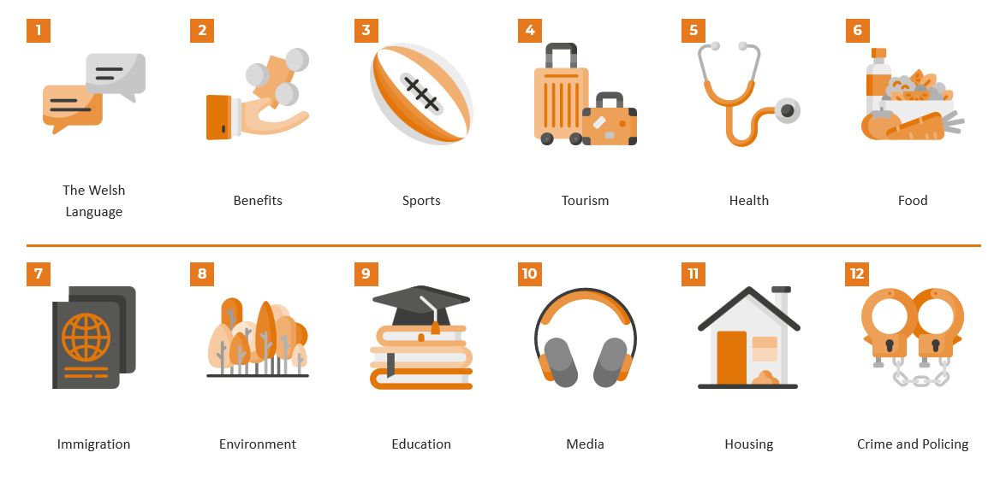 1
2
3
4
5
6
The Welsh
Language
Benefits
Sports
Tourism
Health
Food
7
8
9
10
11
12
Immigration
Environment
Education
Media
Housing
Crime and Policing